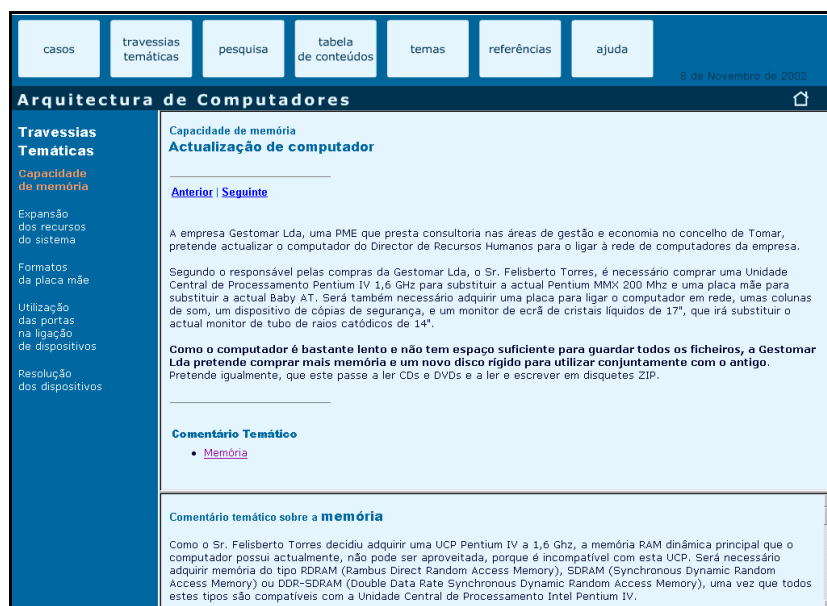 casos
travessias
temáticas
pesquisa
tabela
de conteúdos
temas
referências
ajuda
8 de Novembro de 2002
Arquitectura de Computadores
Travessias
Temáticas
Capacidade
de memória
Expansão
dos recursos
do sistema
Formatos
da placa mãe
Utilização
das portas
na ligação
de dispositivos
Resolução
dos dispositivos
Capacidade de memória
Actualização de computador
Anterior | Seguinte
A empresa Gestomar Lda, uma PME que presta consultoria nas áreas de gestão e economia no concelho de Tomar,
pretende actualizar o computador do Director de Recursos Humanos para o ligar à rede de computadores da empresa.
Segundo o responsável pelas compras da Gestomar Lda, o Sr. Felisberto Torres, é necessário comprar uma Unidade
Central de Processamento Pentium IV 1,6 GHz para substituir a actual Pentium MMX 200 Mhz e uma placa mãe para
substituir a actual Baby AT. Será também necessário adquirir uma placa para ligar o computador em rede, umas colunas
de som, um dispositivo de cópias de segurança, e um monitor de ecrã de cristais líquidos de 17", que irá substituir o
actual monitor de tubo de raios catódicos de 14".
Como o computador é bastante lento e não tem espaço suficiente para guardar todos os ficheiros, a Gestomar
Lda pretende comprar mais memória e um novo disco rígido para utilizar conjuntamente com o antigo.
Pretende igualmente, que este passe a ler CDs e DVDs e a ler e escrever em disquetes ZIP.
Comentário Temático
• Memória
Comentário temático sobre a memória
Como o Sr. Felisberto Torres decidiu adquirir uma UCP Pentium IV a 1,6 Ghz, a memória RAM dinâmica principal que o
computador possui actualmente, não pode ser aproveitada, porque é incompatível com esta UCP. Será necessário
adquirir memória do tipo RDRAM (Rambus Direct Random Access Memory), SDRAM (Synchronous Dynamic Random
Access Memory) ou DDR-SDRAM (Double Data Rate Synchronous Dynamic Random Access Memory), uma vez que todos
estes tipos são compatíveis com a Unidade Central de Processamento Intel Pentium IV.